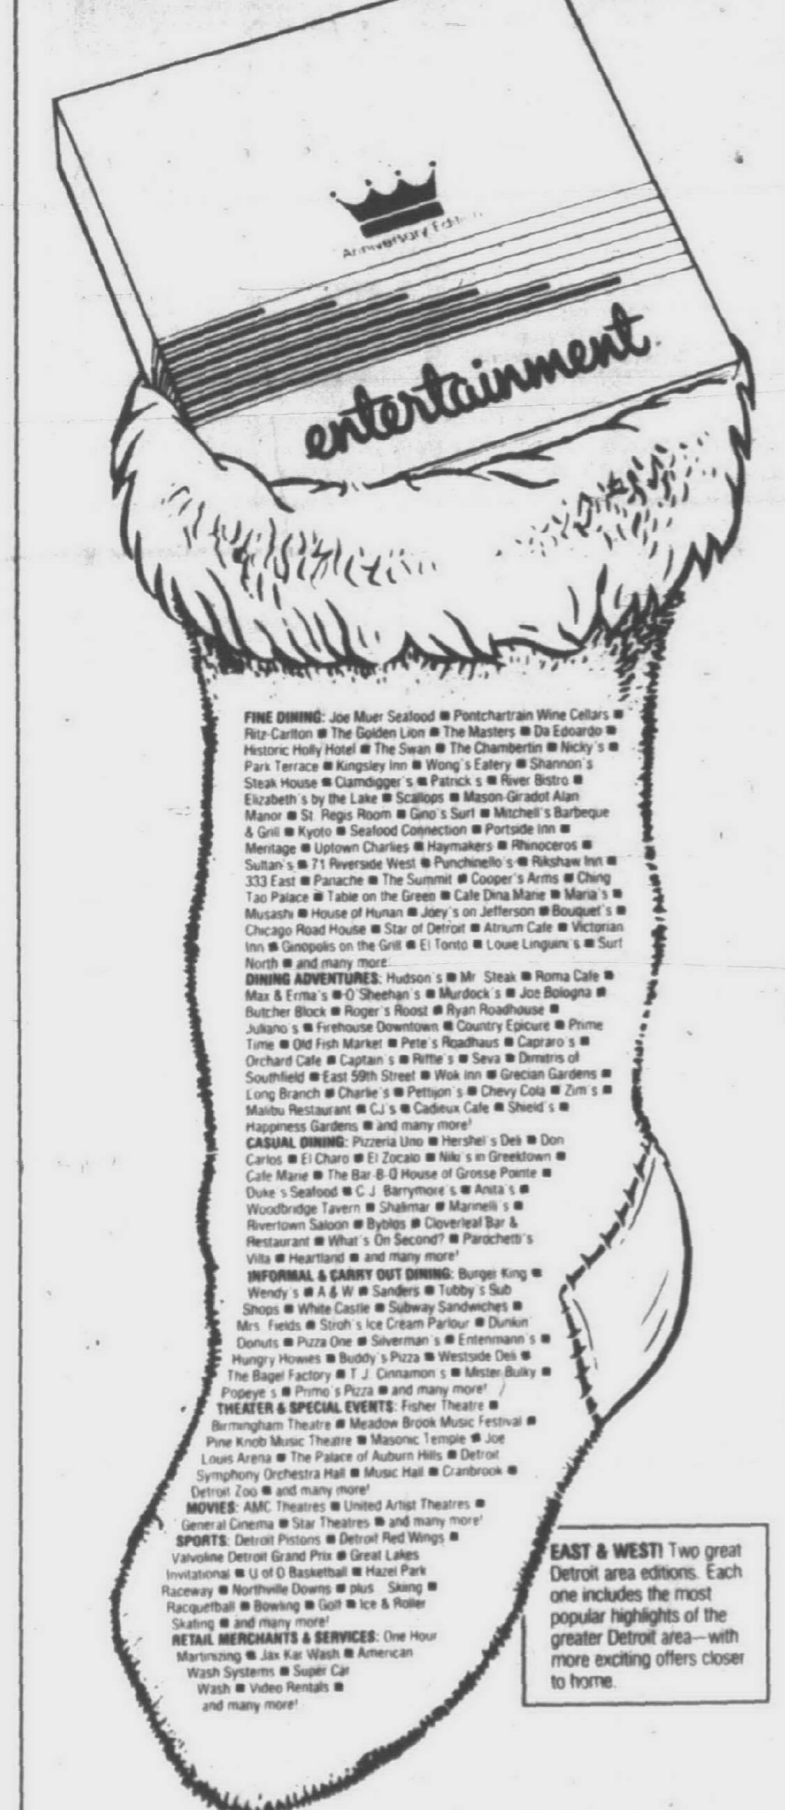 Anniversary Edition
entertainment
FINE DINING: Joe Muer Seafood ■ Pontchartrain Wine Cellars ■
Ritz-Carlton ■ The Golden Lion ■ The Masters ■ Da Edoardo ■
Historic Holly Hotel ■ The Swan ■ The Chambertin ■ Nicky's ■
Park Terrace ■ Kingsley Inn ■ Wong's Eatery ■ Shannon's
Steak House ■ Clamdigger's ■ Patrick's ■ River Bistro ■
Elizabeth's by the Lake ■ Scallops ■ Mason-Giradot Alan
Manor ■ St. Regis Room ■ Gino's Surf ■ Mitchell's Barbeque
& Grill ■ Kyoto ■ Seafood Connection ■ Portside Inn ■
Meritage ■ Uptown Charlies ■ Haymakers ■ Rhinoceros ■
Sultan's ■ 71 Riverside West ■ Punchinello's ■ Rikshaw Inn ■
333 East ■ Panache ■ The Summit ■ Cooper's Arms ■ Ching
Tao Palace ■ Table on the Green ■ Cafe Dina Marie ■ Maria's ■
Musashi ■ House of Hunan ■ Joey's on Jefferson ■ Bouquet's ■
Chicago Road House ■ Star of Detroit ■ Atrium Cafe ■ Victorian
Inn ■ Ginopolis on the Grill ■ El Tonto ■ Louie Linguini's ■ Surf
North ■ and many more
DINING ADVENTURES: Hudson's ■ Mr. Steak ■ Roma Cafe ■
Max & Erma's ■ O'Sheehan's ■ Murdock's ■ Joe Bologna ■
Butcher Block ■ Roger's Roost ■ Ryan Roadhouse ■
Juliano's ■ Firehouse Downtown ■ Country Epicure ■ Prime
Time ■ Old Fish Market ■ Pete's Roadhaus ■ Capraro's ■
Orchard Cafe ■ Captain's ■ Riffle's ■ Seva ■ Dimitris of
Southfield ■ East 59th Street ■ Wok Inn ■ Grecian Gardens ■
Long Branch ■ Charlie's ■ Pettijon's ■ Chevy Cola ■ Zim's ■
Malibu Restaurant ■ CJ's ■ Cadieux Cafe ■ Shield's ■
Happiness Gardens ■ and many more!
CASUAL DINING: Pizzeria Uno ■ Hershel's Deli ■ Don
Carlos ■ El Charo ■ El Zocalo ■ Niki's in Greektown ■
Cafe Marie ■ The Bar-B-Q House of Grosse Pointe ■
Duke's Seafood ■ C.J. Barrymore's ■ Anita's ■
Woodbridge Tavern ■ Shalimar ■ Marinelli's ■
Rivertown Saloon ■ Byblos ■ Cloverleaf Bar &
Restaurant ■ What's On Second? ■ Parochetti's
Villa ■ Heartland ■ and many more!
INFORMAL & CARRY OUT DINING: Burger King ■
Wendy's ■ A & W ■ Sanders ■ Tubby's Sub
Shops ■ White Castle ■ Subway Sandwiches ■
Mrs. Fields ■ Stroh's Ice Cream Parlour ■ Dunkin'
Donuts ■ Pizza One ■ Silverman's ■ Entenmann's ■
Hungry Howies ■ Buddy's Pizza ■ Westside Deli ■
The Bagel Factory ■ T.J. Cinnamon's ■ Mister Bulky ■
Popeye's ■ Primo's Pizza ■ and many more!
THEATER & SPECIAL EVENTS: Fisher Theatre ■
Birmingham Theatre ■ Meadow Brook Music Festival ■
Pine Knob Music Theatre ■ Masonic Temple ■ Joe
Louis Arena ■ The Palace of Auburn Hills ■ Detroit
Symphony Orchestra Hall ■ Music Hall ■ Cranbrook ■
Detroit Zoo ■ and many more!
MOVIES: AMC Theatres ■ United Artist Theatres ■
General Cinema ■ Star Theatres ■ and many more!
SPORTS: Detroit Pistons ■ Detroit Red Wings ■
Valvoline Detroit Grand Prix ■ Great Lakes
Invitational ■ U of D Basketball ■ Hazel Park
Raceway ■ Northville Downs ■ plus Skiing ■
Racquetball ■ Bowling ■ Golf ■ Ice & Roller
Skating ■ and many more!
RETAIL MERCHANTS & SERVICES: One Hour
Martinizing ■ Jax Kar Wash ■ American
Wash Systems ■ Super Car
Wash ■ Video Rentals ■
and many more!
EAST & WEST! Two great
Detroit area editions. Each
one includes the most
popular highlights of the
greater Detroit area—with
more exciting offers closer
to home.